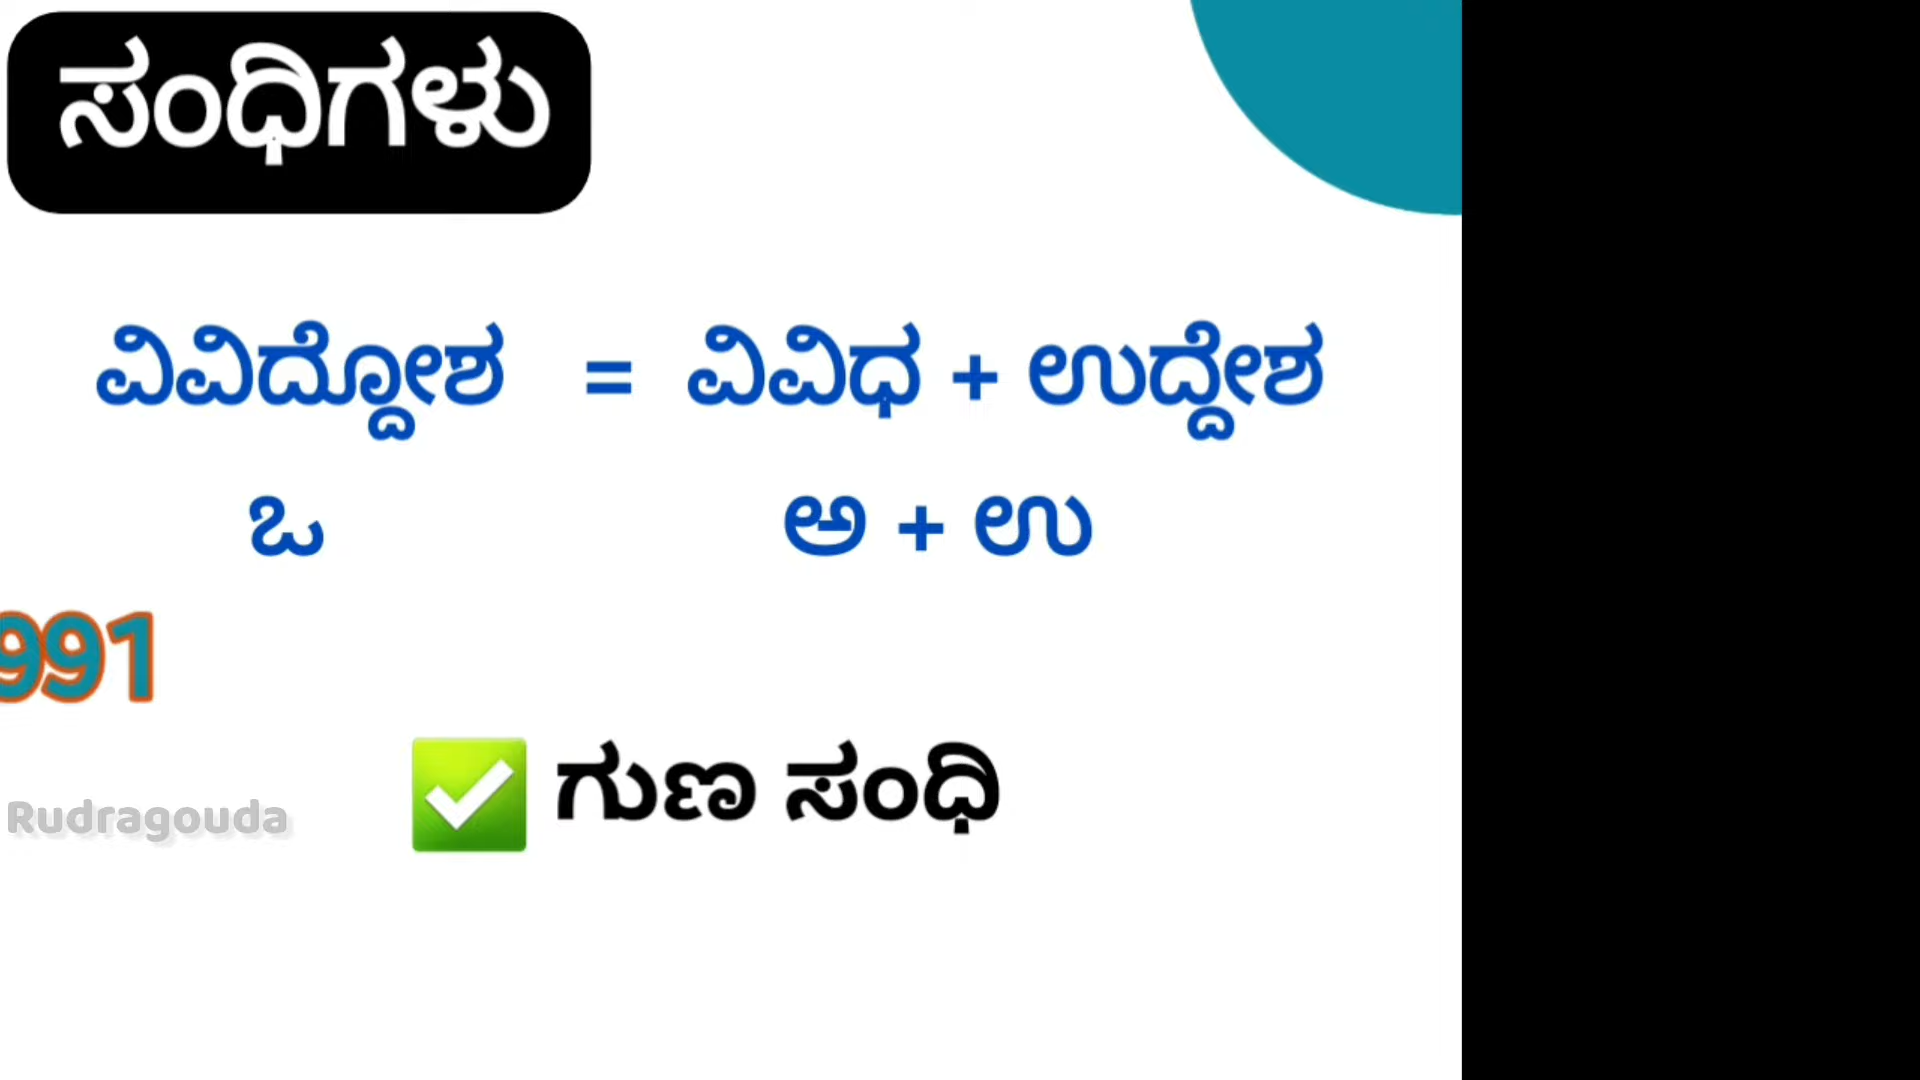 ಸಂಧಿಗಳು
ವಿವಿದ್ದೋಶ = ವಿವಿಧ + ಉದ್ದೇಶ
ಒ ಅ + ಉ
991
✅ ಗುಣ ಸಂಧಿ
Rudragouda